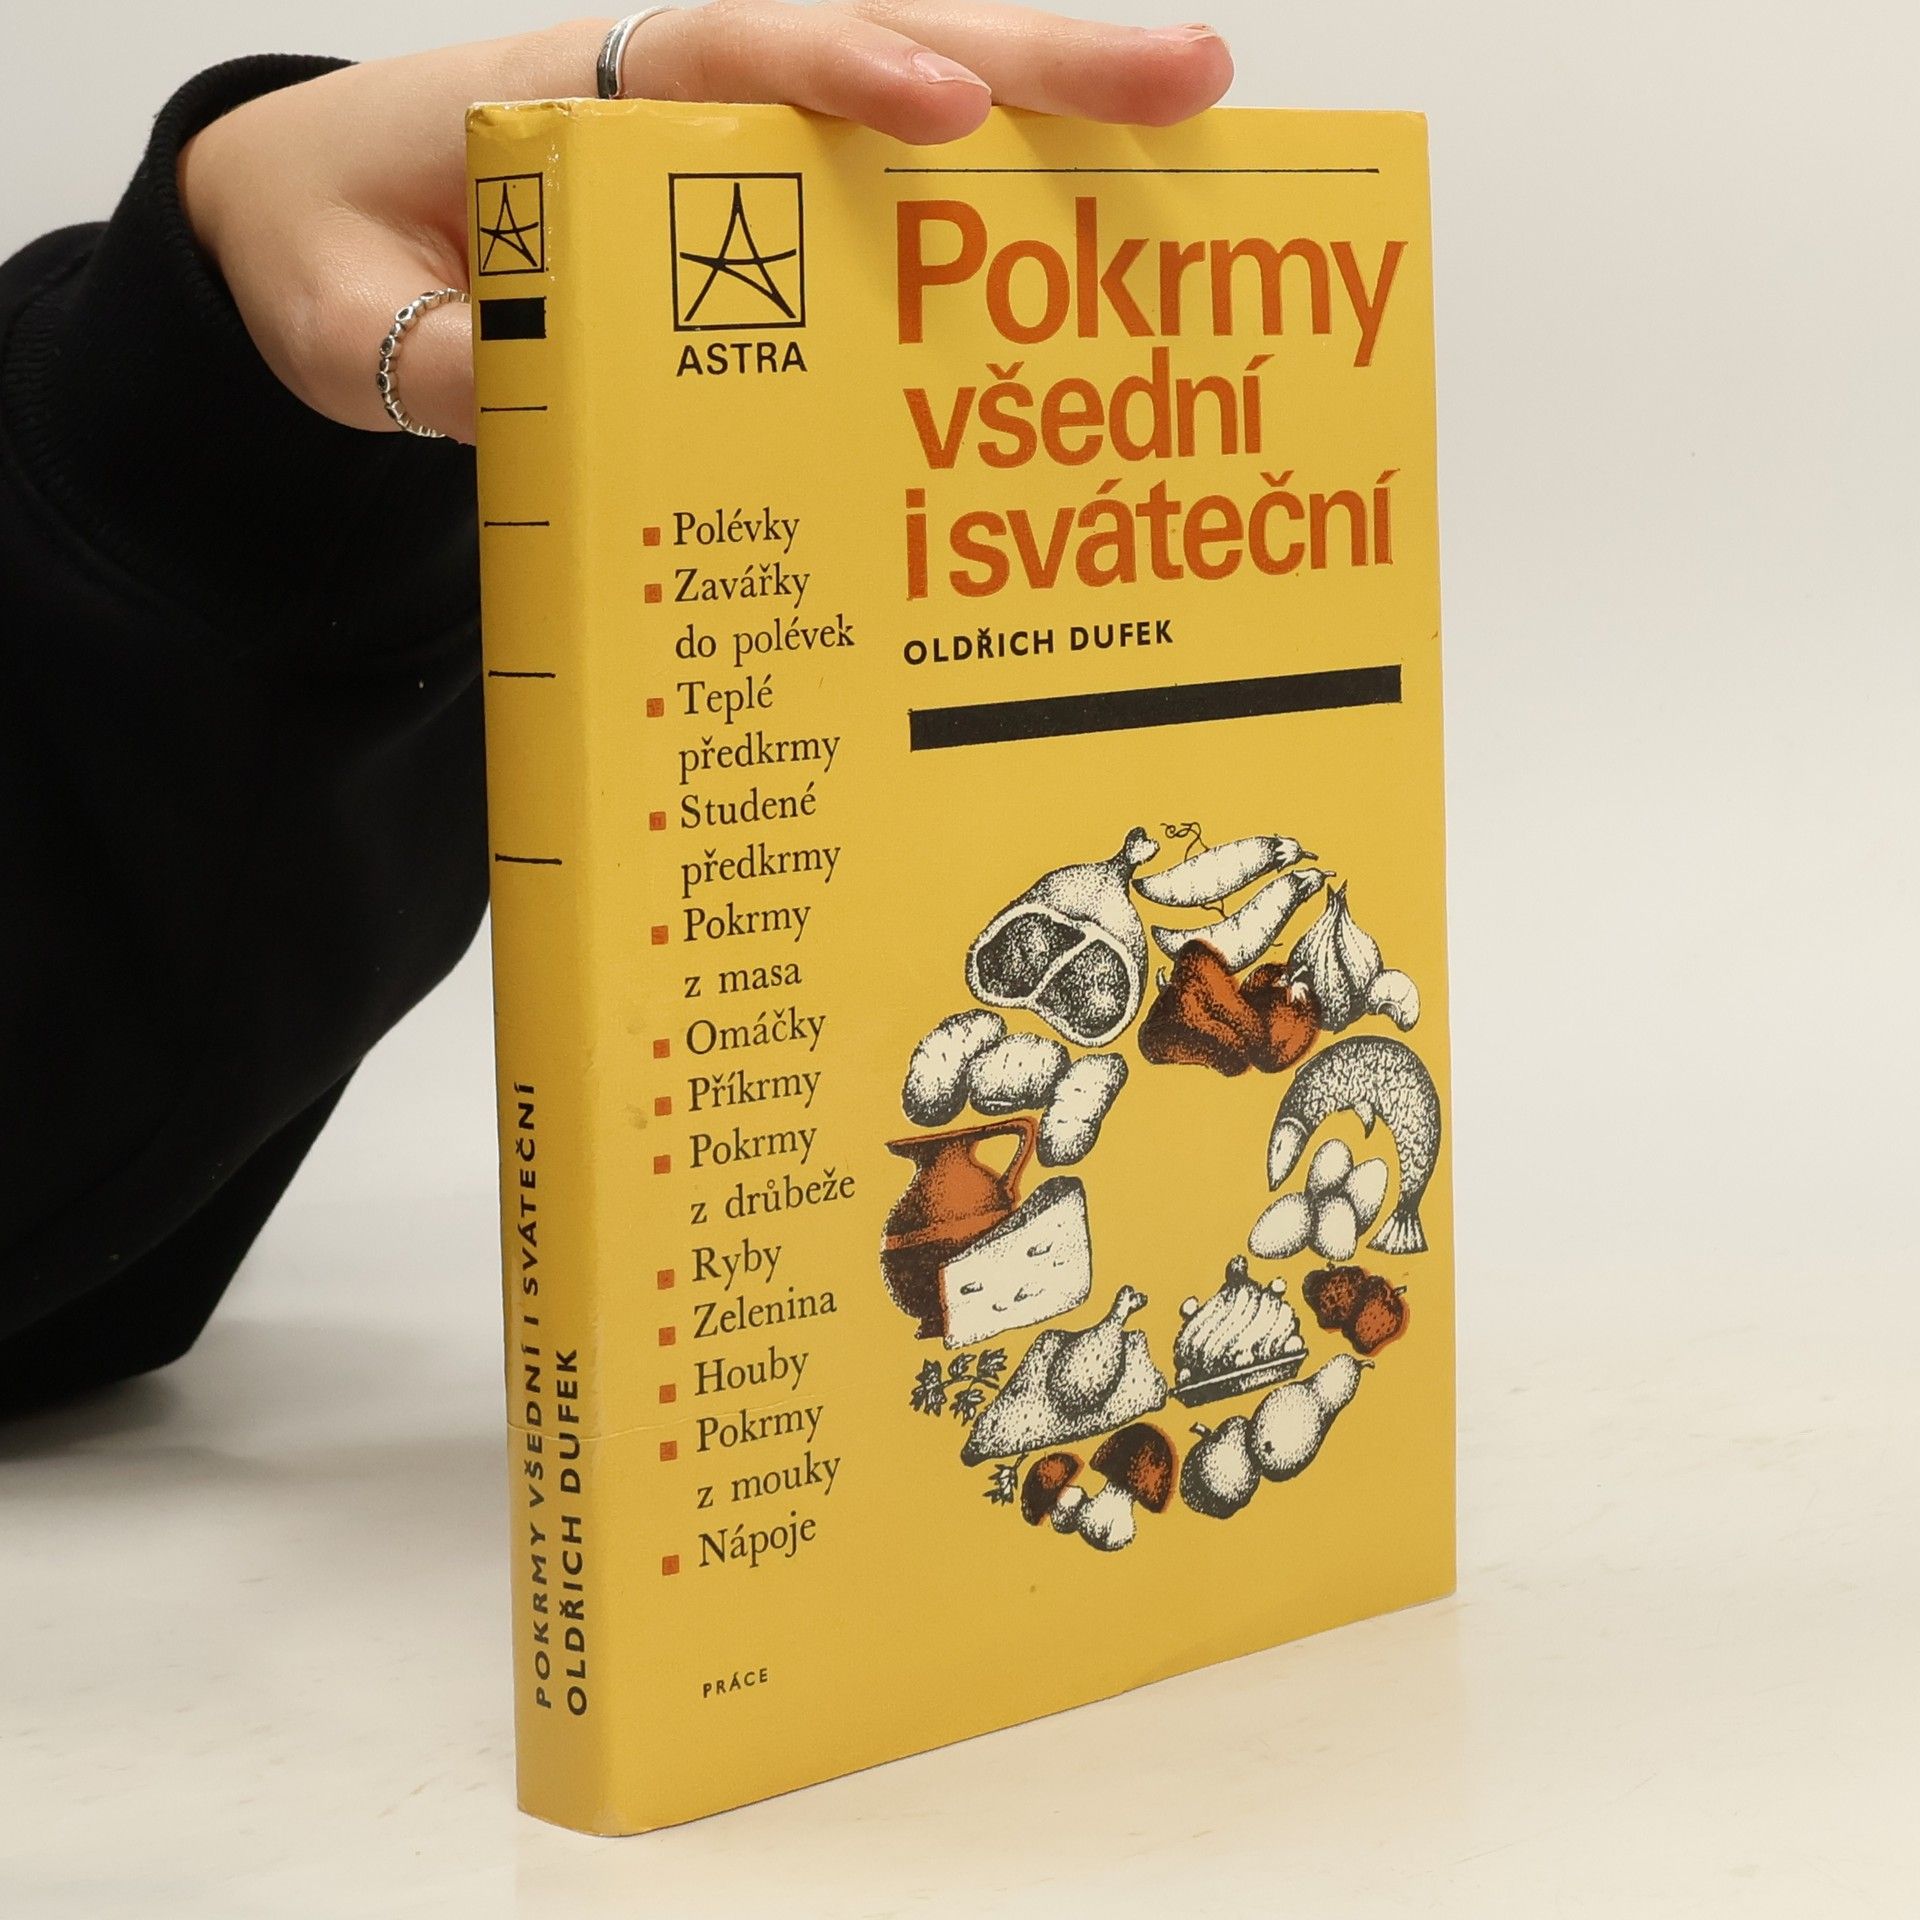 POKRMY VŠEDNÍ I SVÁTEČNÍ
OLDŘICH DUFEK
ASTRA
Pokrmy
všední
i sváteční
OLDŘICH DUFEK
Polévky
Zavářky
do polévek
Teplé
předkrmy
Studené
předkrmy
Pokrmy
z masa
Omáčky
Příkrmy
Pokrmy
z drůbeže
Ryby
Zelenina
Houby
Pokrmy
z mouky
Nápoje
PRÁCE